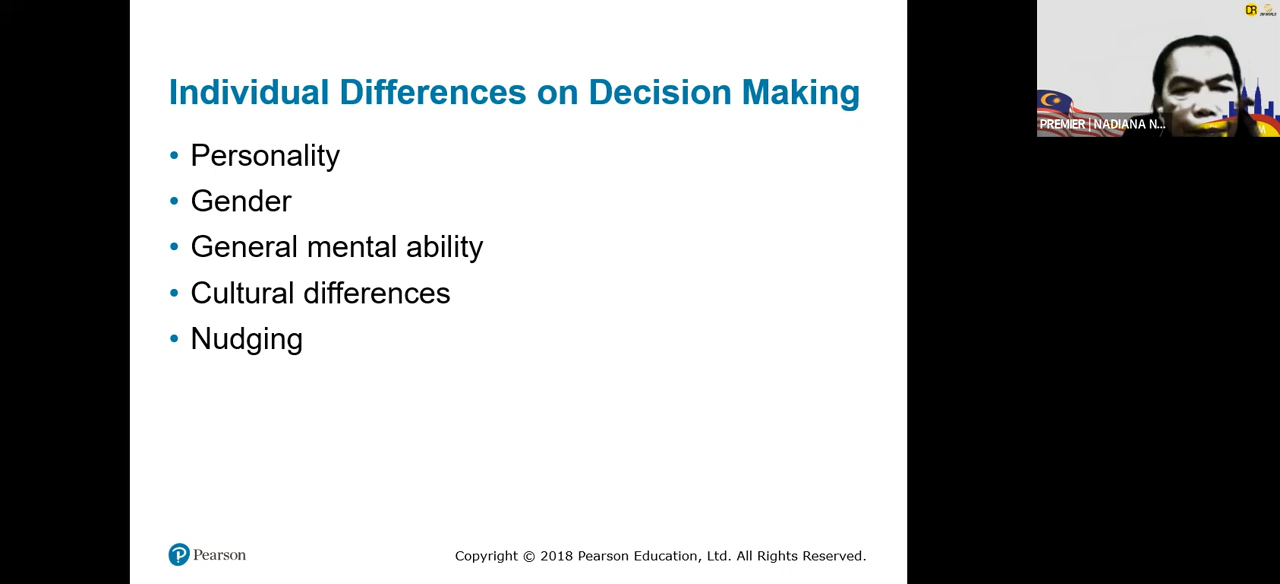 Individual Differences on Decision Making
• Personality
• Gender
• General mental ability
• Cultural differences
• Nudging
Pearson
Copyright © 2018 Pearson Education, Ltd. All Rights Reserved.
DR
PREMIER | NADIANA N...